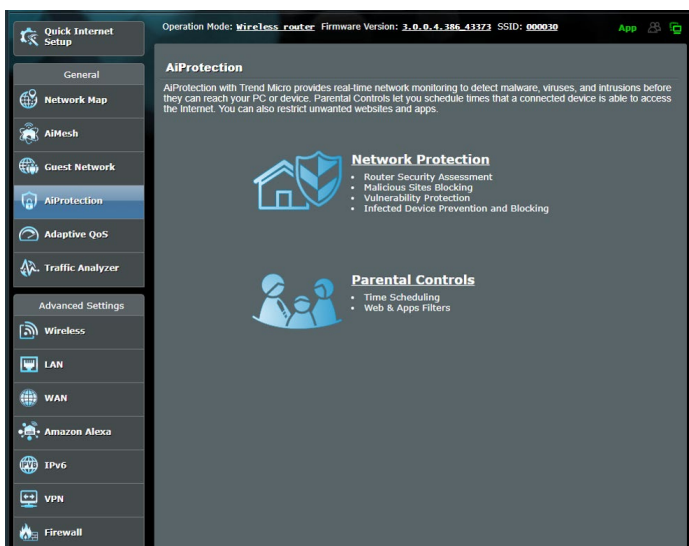 Quick Internet
Setup
Operation Mode: Wireless router Firmware Version: 3.0.0.4.386_43373 SSID: 000030
App
General
Network Map
AiMesh
Guest Network
AiProtection
Adaptive QoS
Traffic Analyzer
Advanced Settings
Wireless
LAN
WAN
Amazon Alexa
IPv6
VPN
Firewall
AiProtection
AiProtection with Trend Micro provides real-time network monitoring to detect malware, viruses, and intrusions before
they can reach your PC or device. Parental Controls let you schedule times that a connected device is able to access
the Internet. You can also restrict unwanted websites and apps.
Network Protection
• Router Security Assessment
• Malicious Sites Blocking
• Vulnerability Protection
• Infected Device Prevention and Blocking
Parental Controls
• Time Scheduling
• Web & Apps Filters